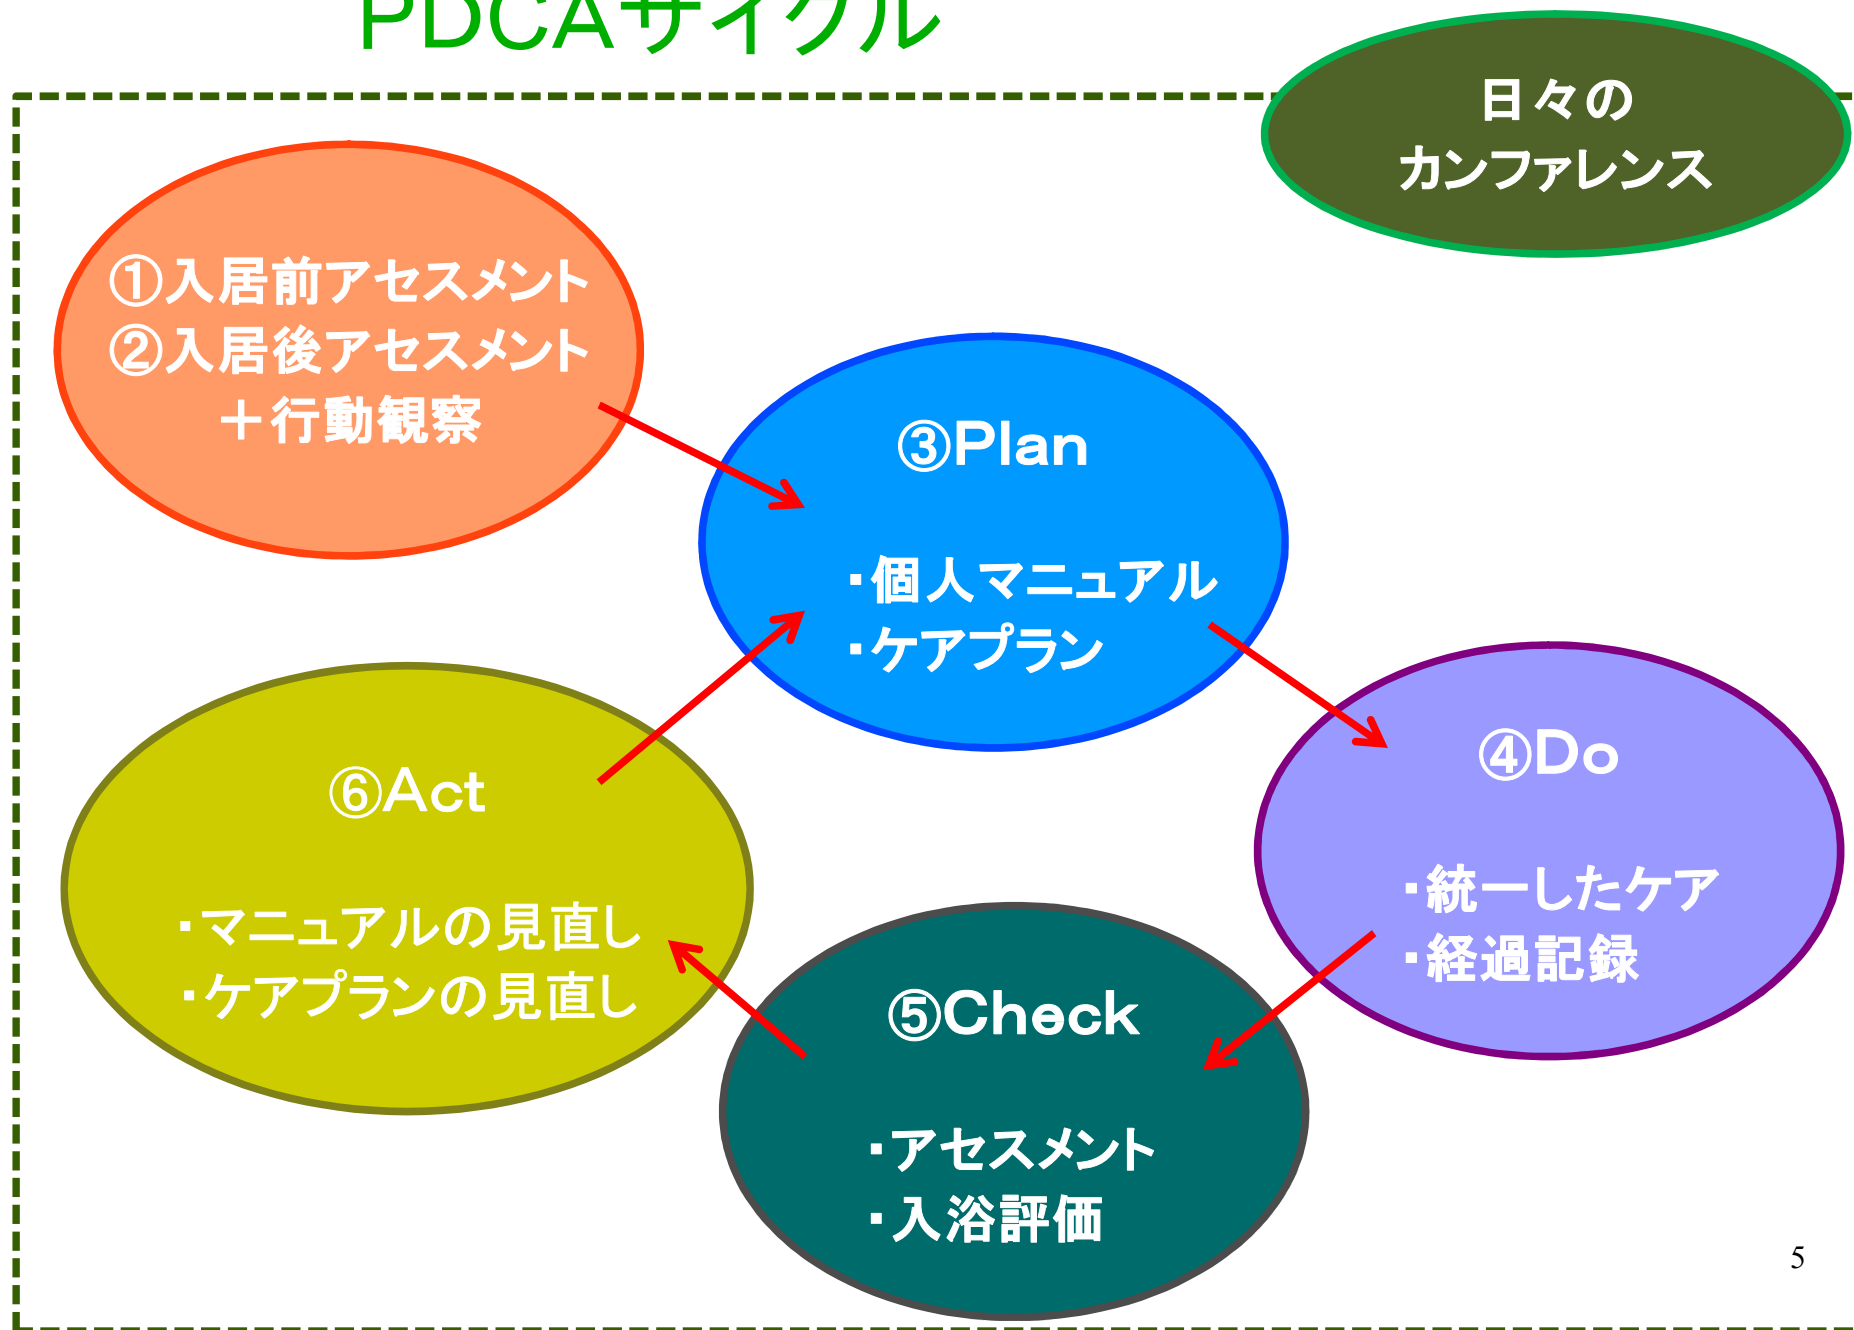 PDCAサイクル
日々の
カンファレンス
①入居前アセスメント
②入居後アセスメント
＋行動観察
③Plan
・個人マニュアル
・ケアプラン
④Do
・統一したケア
・経過記録
⑤Check
・アセスメント
・入浴評価
⑥Act
・マニュアルの見直し
・ケアプランの見直し
5